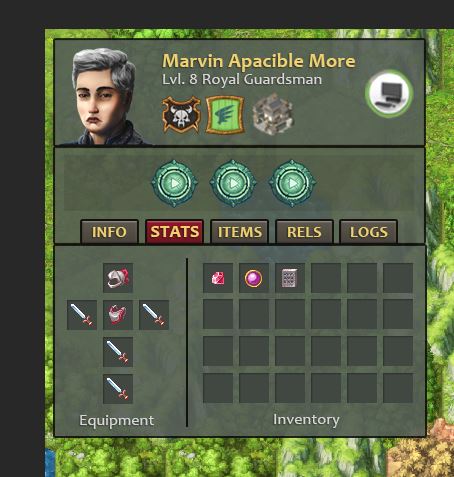 Marvin Apacible More
Lvl. 8 Royal Guardsman
INFO STATS ITEMS RELS LOGS
Equipment Inventory